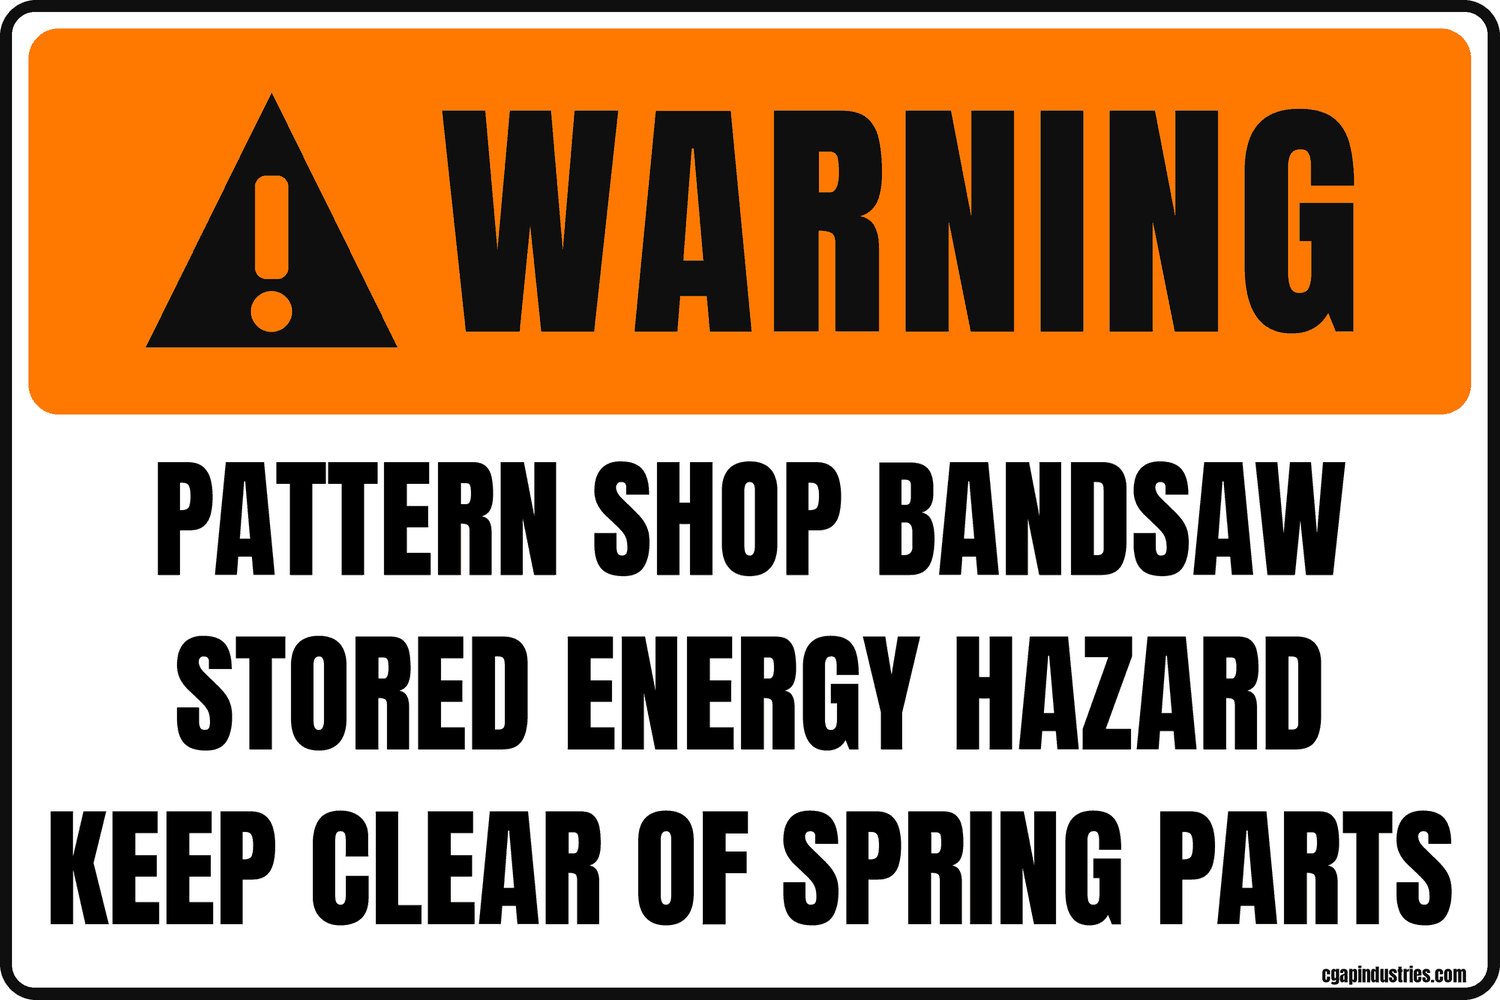 WARNING
PATTERN SHOP BANDSAW
STORED ENERGY HAZARD
KEEP CLEAR OF SPRING PARTS
cgapindustries.com